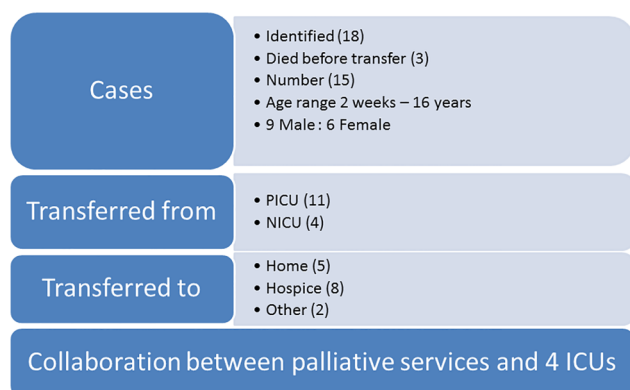 Cases
• Identified (18)
• Died before transfer (3)
• Number (15)
• Age range 2 weeks – 16 years
• 9 Male : 6 Female
Transferred from
• PICU (11)
• NICU (4)
Transferred to
• Home (5)
• Hospice (8)
• Other (2)
Collaboration between palliative services and 4 ICUs